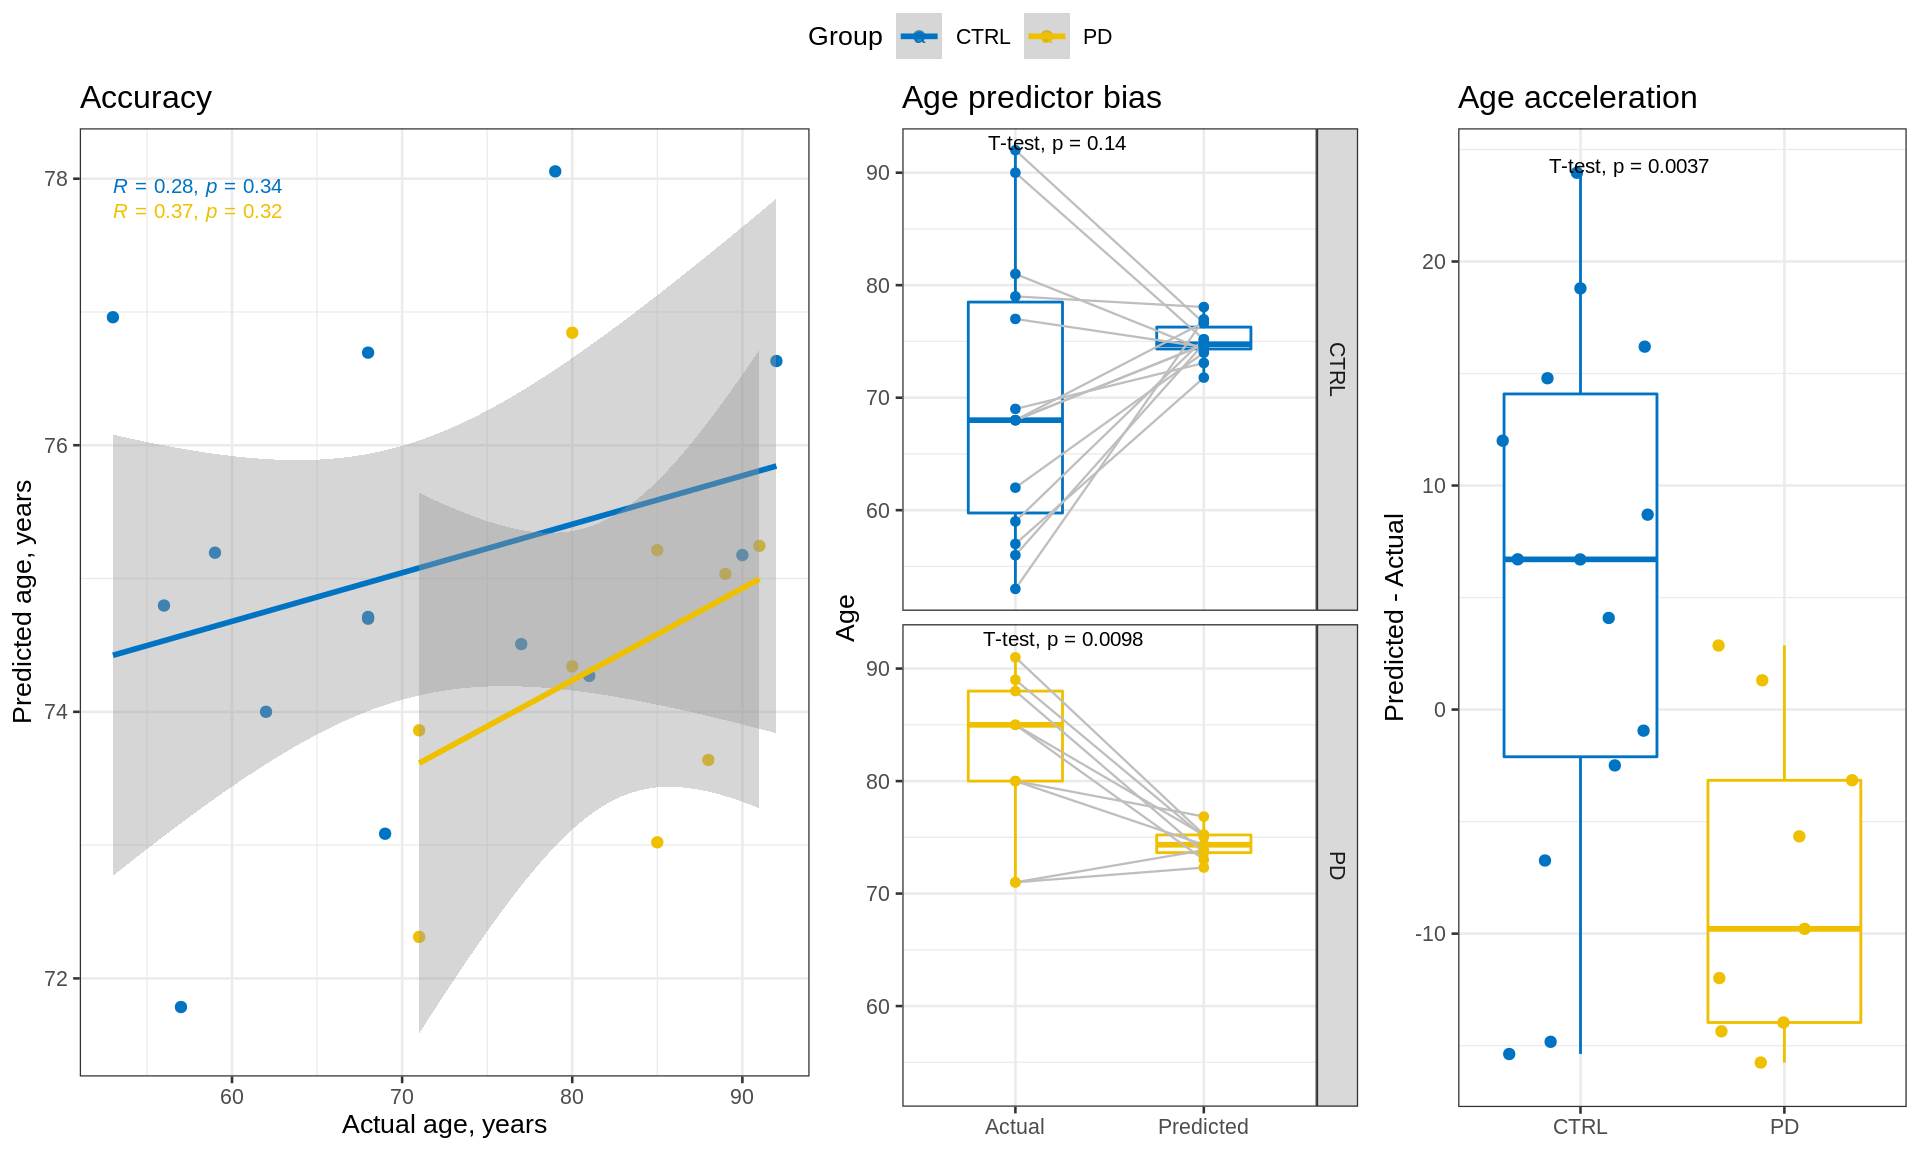 Group CTRL PD
Accuracy
Age predictor bias
Age acceleration
R = 0.28, p = 0.34
R = 0.37, p = 0.32
78
76
74
72
Predicted age, years
60 70 80 90
Actual age, years
T-test, p = 0.14
90
80
70
60
CTRL
Age
T-test, p = 0.0098
90
80
70
60
PD
Actual Predicted
T-test, p = 0.0037
20
10
0
-10
Predicted - Actual
CTRL PD